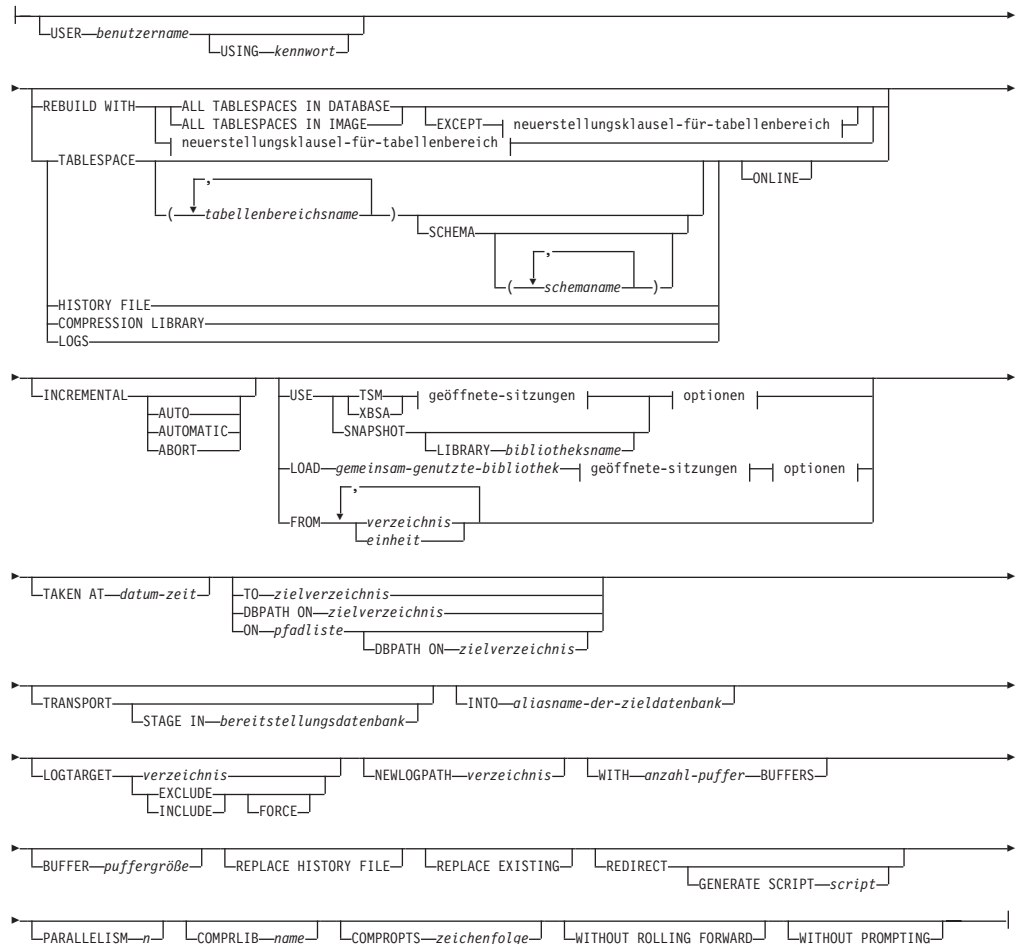 USER benutzername
USING kennwort
REBUILD WITH ALL TABLESPACES IN DATABASE
ALL TABLESPACES IN IMAGE EXCEPT neuerstellungsklausel-für-tabellenbereich
neuerstellungsklausel-für-tabellenbereich
TABLESPACE
ONLINE
,
( tabellenbereichsname )
SCHEMA
,
( schemaname )
HISTORY FILE
COMPRESSION LIBRARY
LOGS
INCREMENTAL USE TSM geöffnete-sitzungen optionen
AUTO XBSA
AUTOMATIC SNAPSHOT
ABORT LIBRARY bibliotheksname
LOAD gemeinsam-genutzte-bibliothek geöffnete-sitzungen optionen
,
FROM verzeichnis
einheit
TAKEN AT datum-zeit TO zielverzeichnis
DBPATH ON zielverzeichnis
ON pfadliste
DBPATH ON zielverzeichnis
TRANSPORT INTO aliasname-der-zieldatenbank
STAGE IN bereitstellungsdatenbank
LOGTARGET verzeichnis NEWLOGPATH verzeichnis WITH anzahl-puffer BUFFERS
EXCLUDE
INCLUDE FORCE
BUFFER puffergröße REPLACE HISTORY FILE REPLACE EXISTING REDIRECT
GENERATE SCRIPT script
PARALLELISM n COMPRLIB name COMPROPTS zeichenfolge WITHOUT ROLLING FORWARD WITHOUT PROMPTING